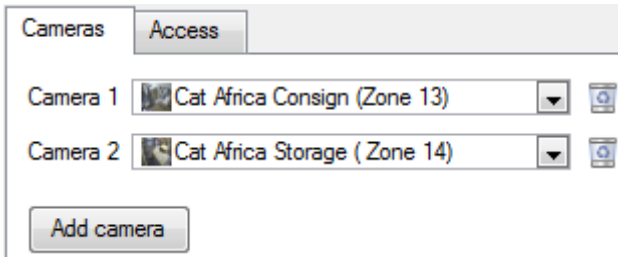 Cameras Access
Camera 1 Cat Africa Consign (Zone 13)
Camera 2 Cat Africa Storage ( Zone 14)
Add camera